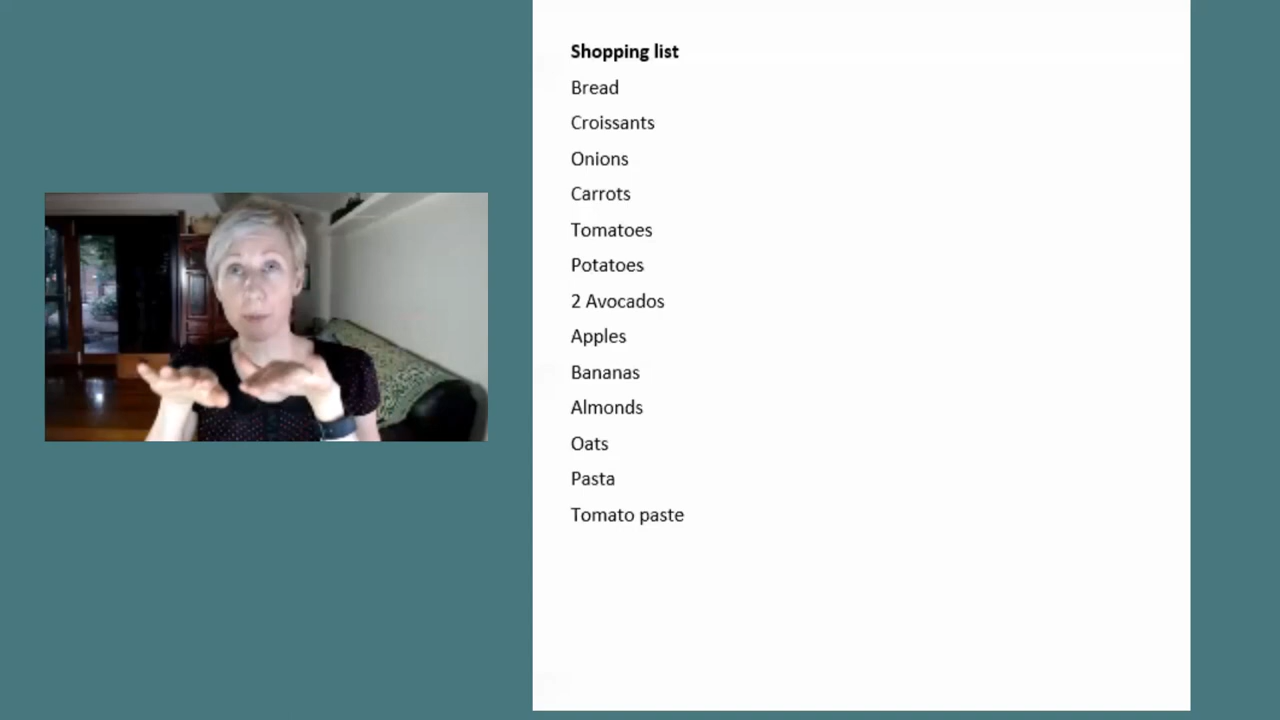 Shopping list
Bread
Croissants
Onions
Carrots
Tomatoes
Potatoes
2 Avocados
Apples
Bananas
Almonds
Oats
Pasta
Tomato paste